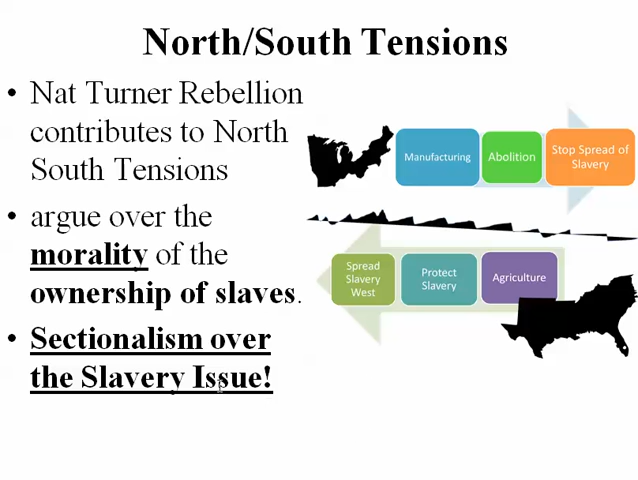 North/South Tensions
• Nat Turner Rebellion
contributes to North
South Tensions
• argue over the
morality of the
ownership of slaves.
• Sectionalism over
the Slavery Issue!
Manufacturing
Abolition
Stop Spread of
Slavery
Spread
Slavery
West
Protect
Slavery
Agriculture